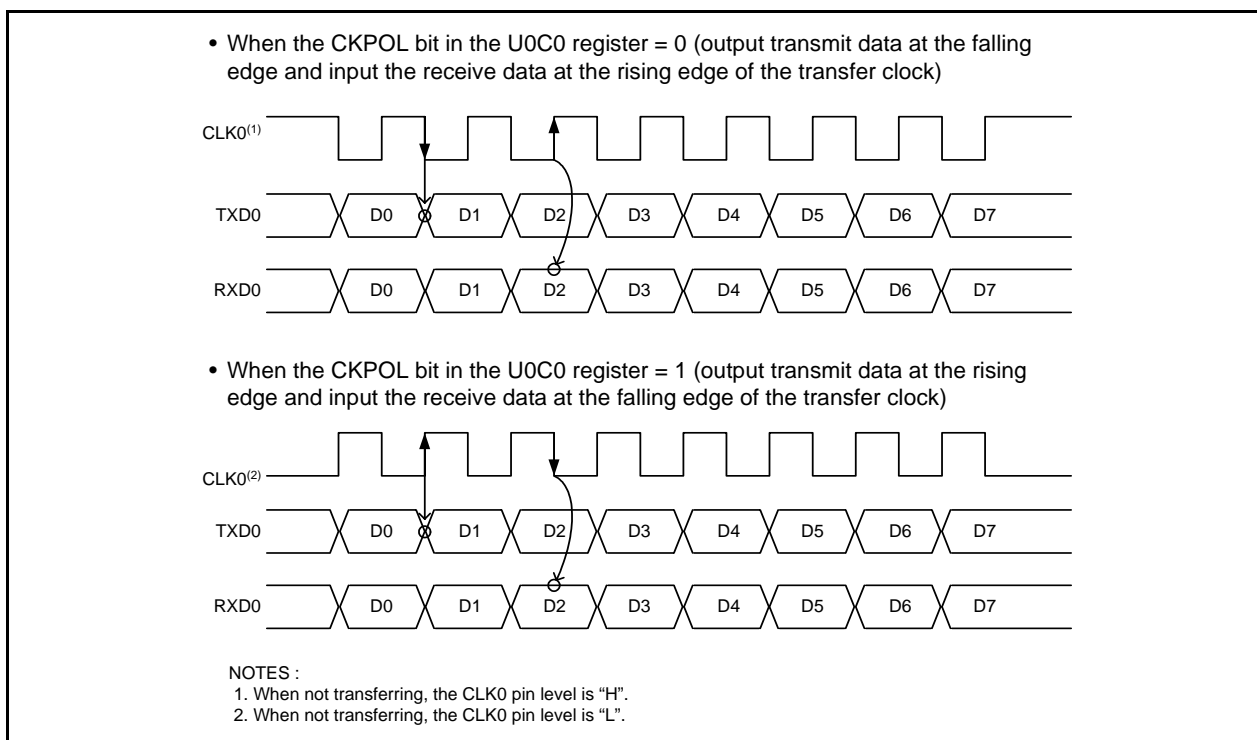 • When the CKPOL bit in the U0C0 register = 0 (output transmit data at the falling
edge and input the receive data at the rising edge of the transfer clock)
CLK0(1)
TXD0 D0 D1 D2 D3 D4 D5 D6 D7
RXD0 D0 D1 D2 D3 D4 D5 D6 D7
• When the CKPOL bit in the U0C0 register = 1 (output transmit data at the rising
edge and input the receive data at the falling edge of the transfer clock)
CLK0(2)
TXD0 D0 D1 D2 D3 D4 D5 D6 D7
RXD0 D0 D1 D2 D3 D4 D5 D6 D7
NOTES :
1. When not transferring, the CLK0 pin level is “H”.
2. When not transferring, the CLK0 pin level is “L”.